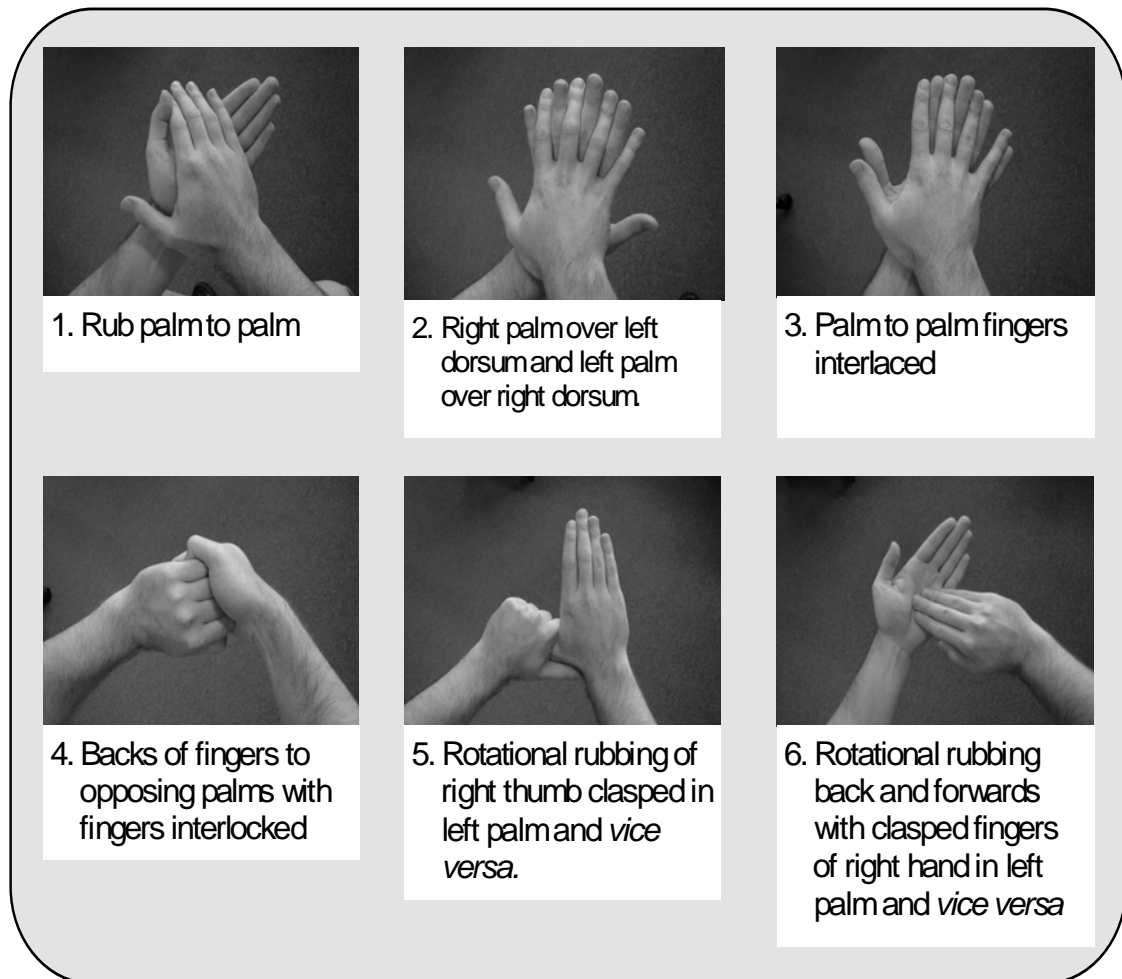 1. Rub palm to palm
2. Right palm over left
dorsum and left palm
over right dorsum.
3. Palm to palm fingers
interlaced
4. Backs of fingers to
opposing palms with
fingers interlocked
5. Rotational rubbing of
right thumb clasped in
left palm and vice
versa.
6. Rotational rubbing
back and forwards
with clasped fingers
of right hand in left
palm and vice versa